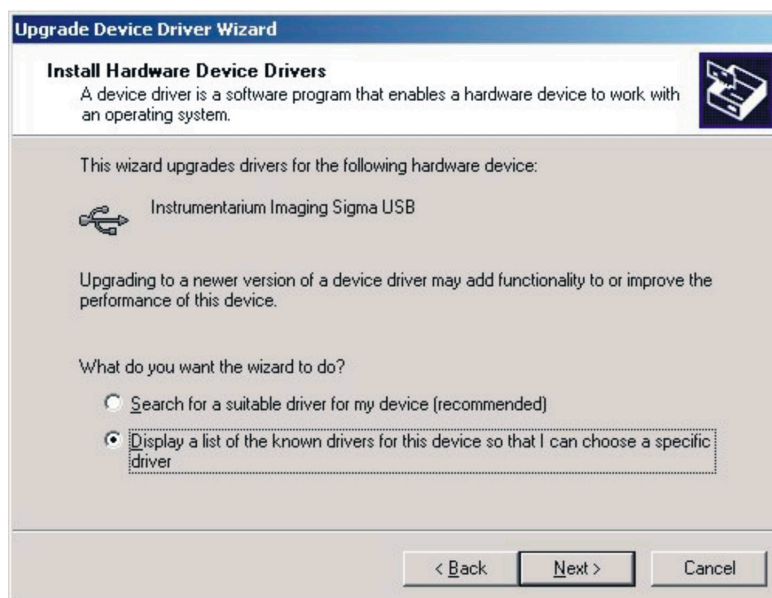 Upgrade Device Driver Wizard
Install Hardware Device Drivers
A device driver is a software program that enables a hardware device to work with
an operating system.
This wizard upgrades drivers for the following hardware device:
Instrumentarium Imaging Sigma USB
Upgrading to a newer version of a device driver may add functionality to or improve the
performance of this device.
What do you want the wizard to do?
Search for a suitable driver for my device (recommended)
Display a list of the known drivers for this device so that I can choose a specific
driver
< Back
Next >
Cancel